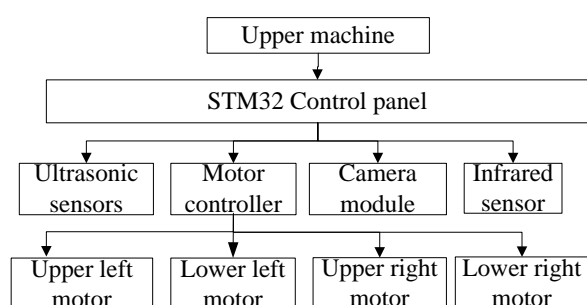 Upper machine
STM32 Control panel
Ultrasonic sensors
Motor controller
Camera module
Infrared sensor
Upper left motor
Lower left motor
Upper right motor
Lower right motor